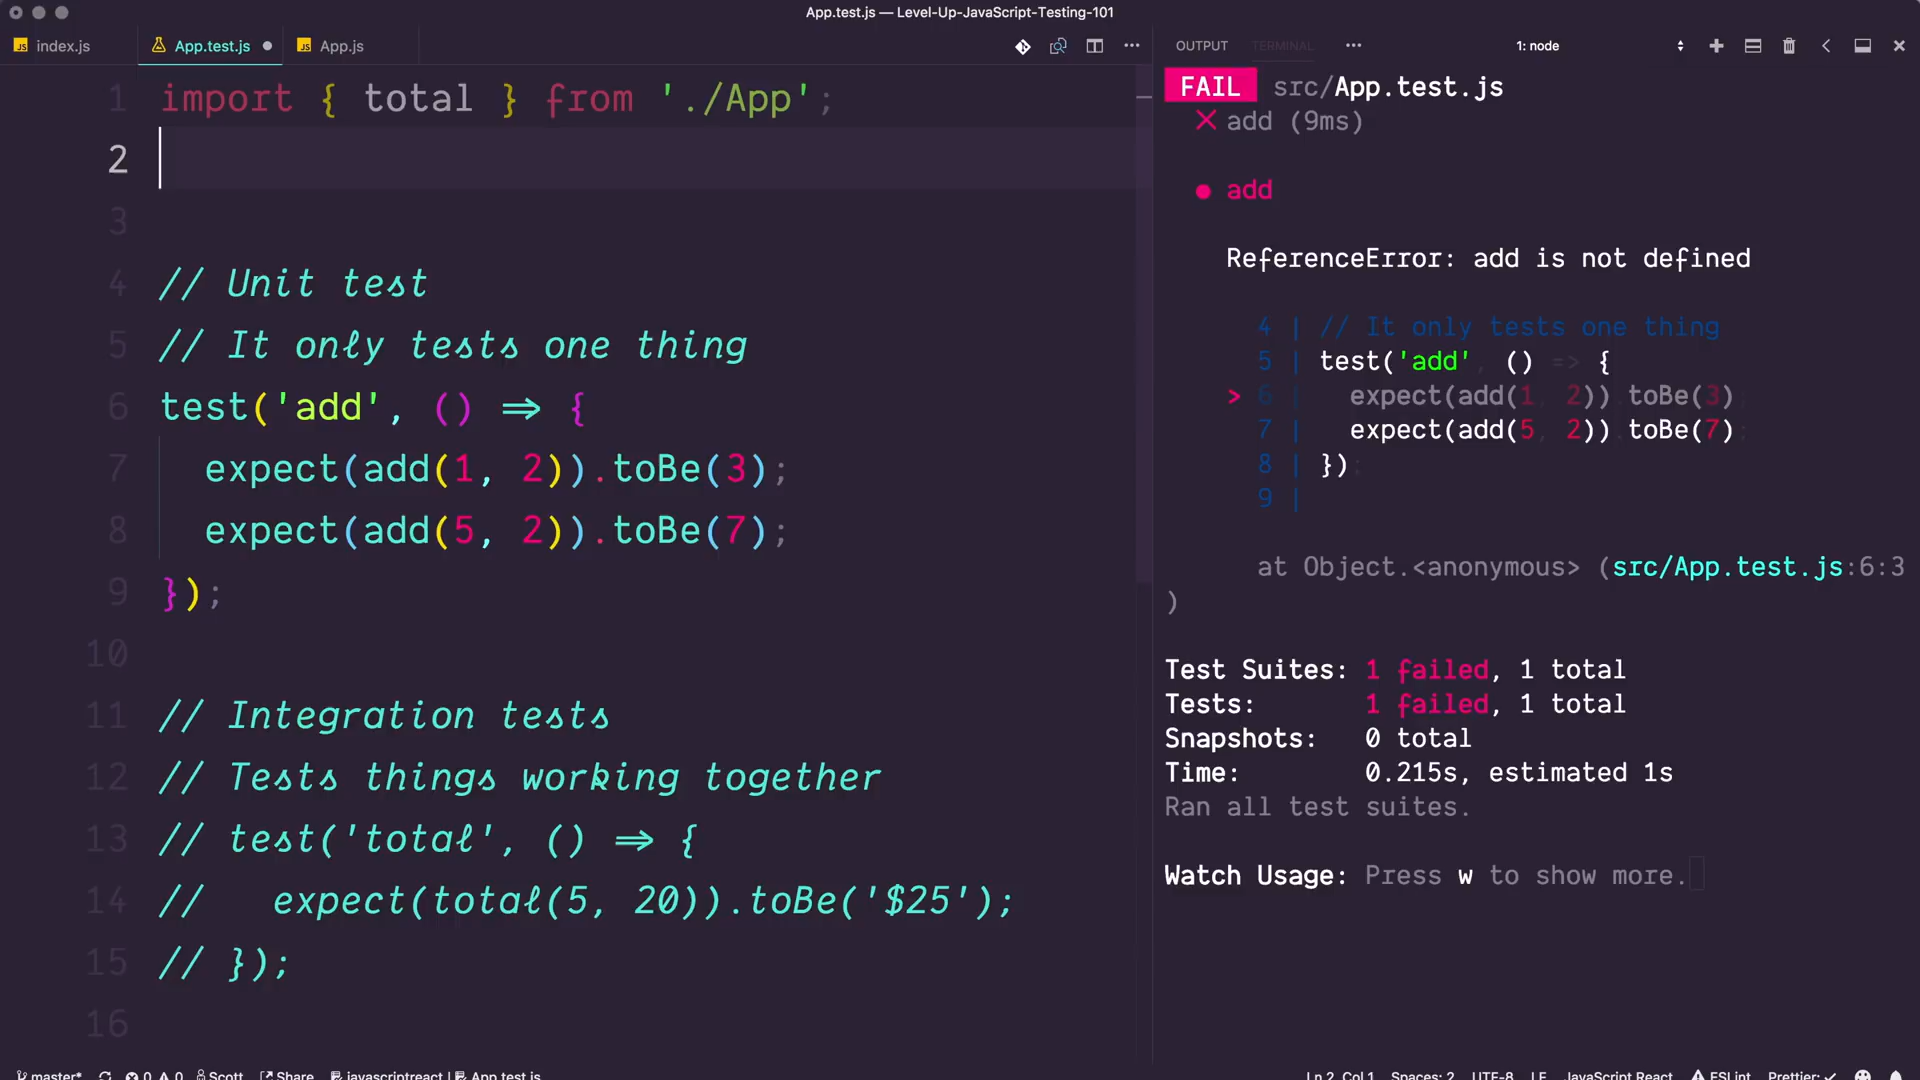 App.test.js — Level-Up-JavaScript-Testing-101
JS index.js
App.test.js
JS App.js
OUTPUT TERMINAL ••• 1: node
1 import { total } from './App';
2
3
4 // Unit test
5 // It only tests one thing
6 test('add', () => {
7 expect(add(1, 2)).toBe(3);
8 expect(add(5, 2)).toBe(7);
9 });
10
11 // Integration tests
12 // Tests things working together
13 // test('total', () => {
14 // expect(total(5, 20)).toBe('$25');
15 // });
16
FAIL src/App.test.js
✕ add (9ms)
● add
ReferenceError: add is not defined
4 | // It only tests one thing
5 | test('add', () => {
> 6 | expect(add(1, 2)).toBe(3)
7 | expect(add(5, 2)).toBe(7);
8 | });
9 |
at Object.<anonymous> (src/App.test.js:6:3
)
Test Suites: 1 failed, 1 total
Tests: 1 failed, 1 total
Snapshots: 0 total
Time: 0.215s, estimated 1s
Ran all test suites.
Watch Usage: Press w to show more.
master* 0 0 Scott Share javascriptreact | App.test.js
Ln 2, Col 1 Spaces: 2 UTF-8 LF JavaScript React ESLint Prettier: ✓